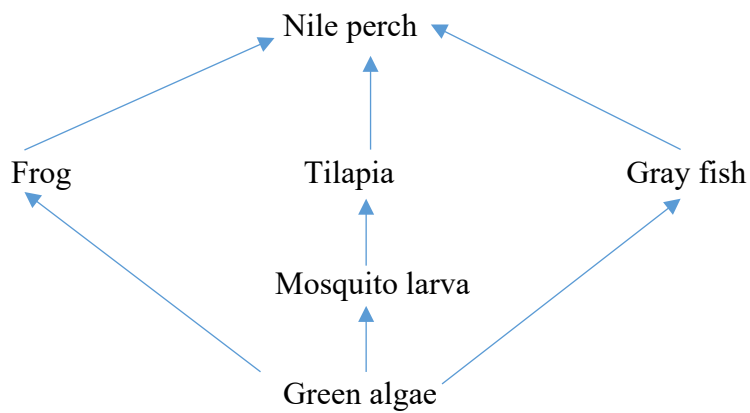 Nile perch
Frog
Tilapia
Gray fish
Mosquito larva
Green algae